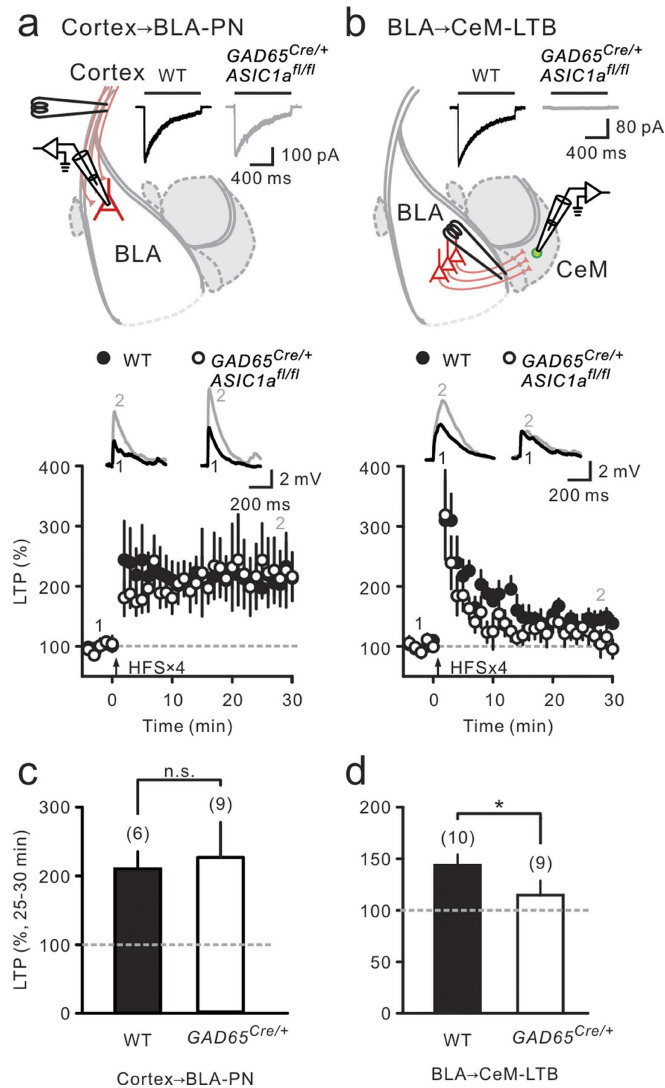 a Cortex→BLA-PN
Cortex
WT
GAD65Cre/+
ASIC1afl/fl
100 pA
400 ms
BLA
WT
GAD65Cre/+
ASIC1afl/fl
2
1
2 mV
200 ms
LTP (%)
400
300
200
100
1
2
HFS×4
0
10
20
30
Time (min)
b BLA→CeM-LTB
WT
GAD65Cre/+
ASIC1afl/fl
80 pA
400 ms
BLA
CeM
WT
GAD65Cre/+
ASIC1afl/fl
2
1
2
1
2 mV
200 ms
400
300
200
100
1
2
HFSx4
0
10
20
30
Time (min)
c
n.s.
(6)
(9)
LTP (%, 25-30 min)
300
200
100
0
WT
GAD65Cre/+
Cortex→BLA-PN
d
*
(10)
(9)
200
150
100
50
0
WT
GAD65Cre/+
BLA→CeM-LTB